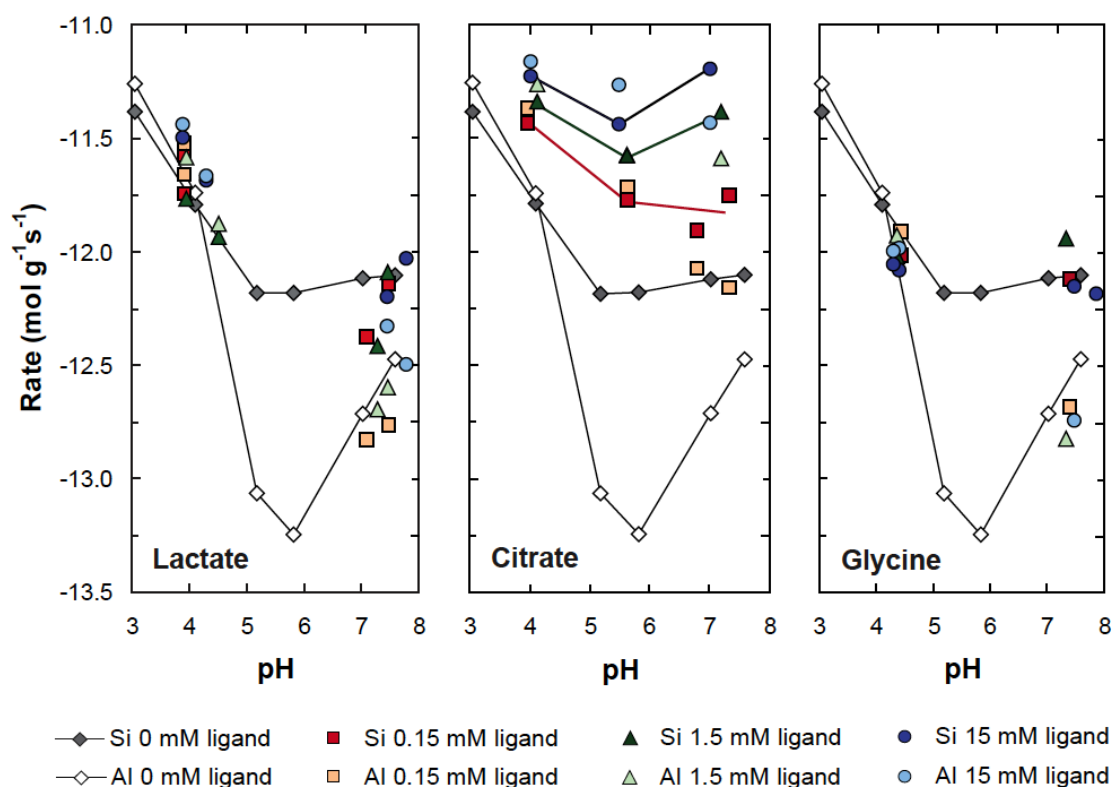 -11.0
-11.5
-12.0
-12.5
-13.0
-13.5
Rate (mol g⁻¹s⁻¹)
Lactate
Citrate
Glycine
3 4 5 6 7 8 3 4 5 6 7 8 3 4 5 6 7 8
pH pH pH
Si 0 mM ligand Si 0.15 mM ligand Si 1.5 mM ligand Si 15 mM ligand
Al 0 mM ligand Al 0.15 mM ligand Al 1.5 mM ligand Al 15 mM ligand